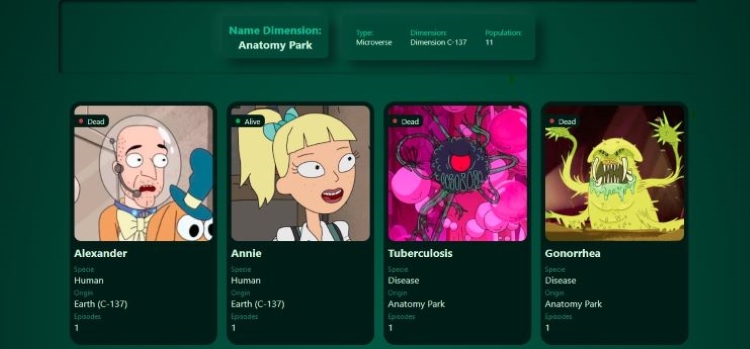 Name Dimension:
Anatomy Park
Type:
Microverse
Dimension:
Dimension C-137
Population:
11
Dead
Alexander
Specie
Human
Origin
Earth (C-137)
Episodes
1
Alive
Annie
Specie
Human
Origin
Earth (C-137)
Episodes
1
Dead
Tuberculosis
Specie
Disease
Origin
Anatomy Park
Episodes
1
Dead
Gonorrhea
Specie
Disease
Origin
Anatomy Park
Episodes
1